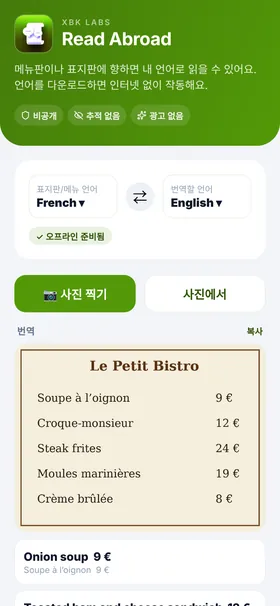 XBK LABS
Read Abroad
메뉴판이나 표지판에 향하면 내 언어로 읽을 수 있어요.
언어를 다운로드하면 인터넷 없이 작동해요.
비공개 추적 없음 광고 없음
표지판/메뉴 언어
French ▾
번역할 언어
English ▾
✓ 오프라인 준비됨
사진 찍기
사진에서
번역 복사
Le Petit Bistro
Soupe à l'oignon 9 €
Croque-monsieur 12 €
Steak frites 24 €
Moules marinières 19 €
Crème brûlée 8 €
Onion soup 9 €
Soupe à l'oignon 9 €